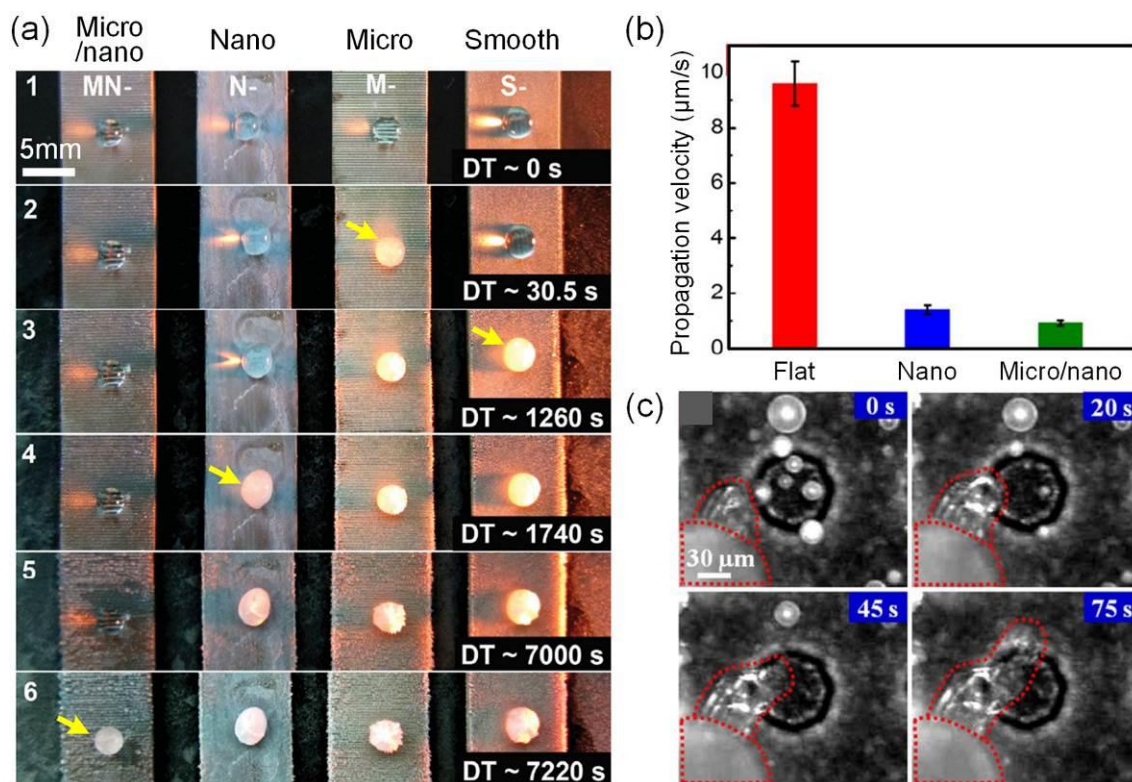 (a)
Micro
/nano
Nano
Micro
Smooth
1
MN-
N-
M-
S-
5mm
DT ~ 0 s
2
DT ~ 30.5 s
3
DT ~ 1260 s
4
DT ~ 1740 s
5
DT ~ 7000 s
6
DT ~ 7220 s
(b)
Propagation velocity (μm/s)
10
8
6
4
2
0
Flat
Nano
Micro/nano
(c)
0 s
20 s
30 μm
45 s
75 s